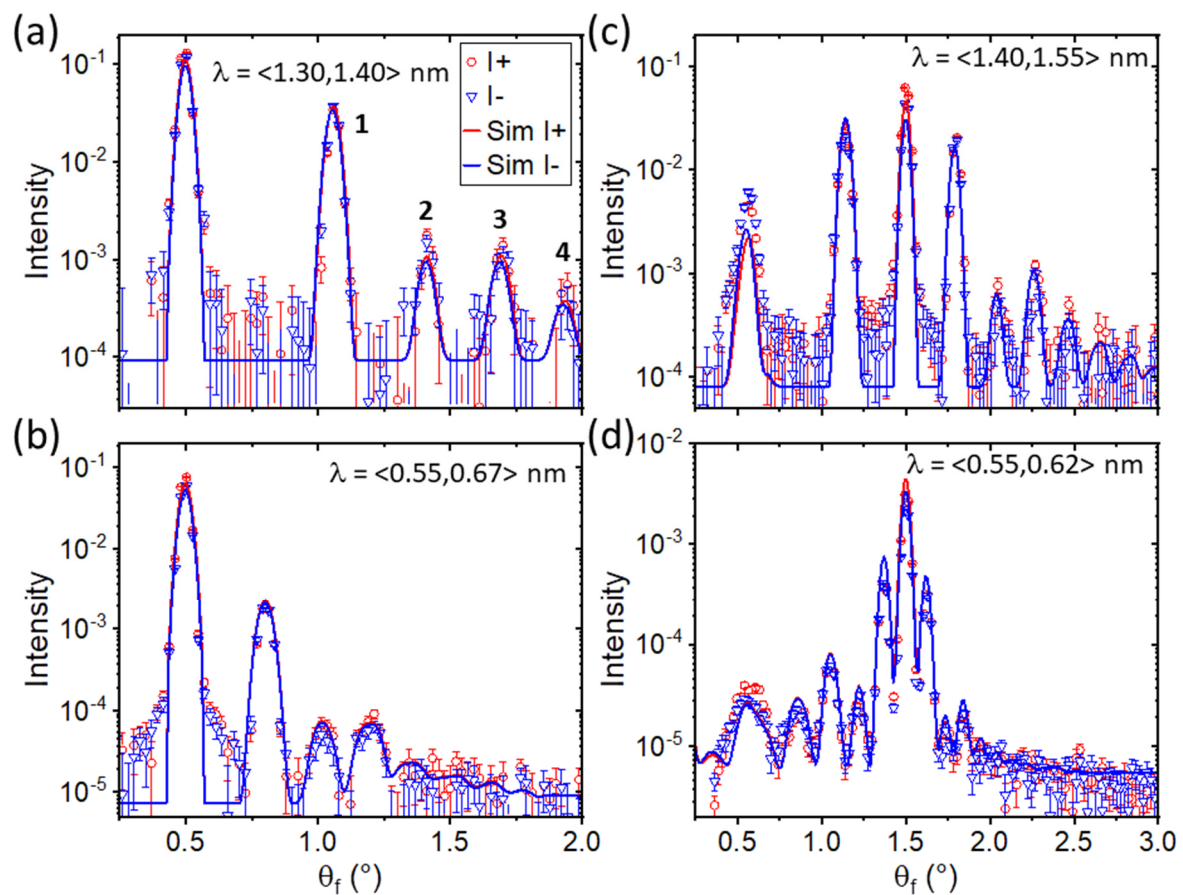 (a)
λ = <1.30,1.40> nm
I+
I-
Sim I+
Sim I-
1
2
3
4
Intensity
10⁻¹
10⁻²
10⁻³
10⁻⁴
(c)
λ = <1.40,1.55> nm
Intensity
10⁻¹
10⁻²
10⁻³
10⁻⁴
(b)
λ = <0.55,0.67> nm
Intensity
10⁻¹
10⁻²
10⁻³
10⁻⁴
10⁻⁵
0.5 1.0 1.5 2.0
θf (°)
(d)
λ = <0.55,0.62> nm
Intensity
10⁻²
10⁻³
10⁻⁴
10⁻⁵
0.5 1.0 1.5 2.0 2.5 3.0
θf (°)